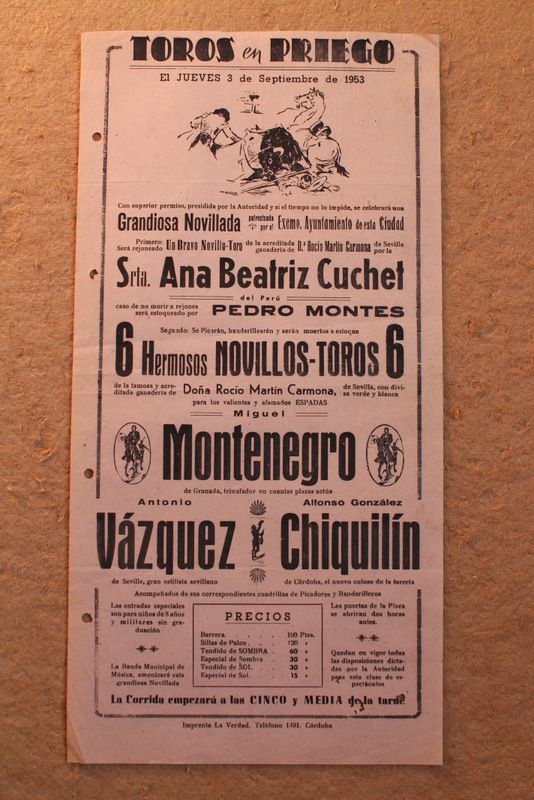 TOROS en PRIEGO
El JUEVES 3 de Septiembre de 1953
Con superior permiso, presidida por la Autoridad y si el tiempo no lo impide, se celebrará una
Grandiosa Novillada patrocinada por el Excmo. Ayuntamiento de esta Ciudad
Primero: Será rejoneado Un Bravo Novillo-Toro de la acreditada ganadería de D.ª Rocío Martín Carmona de Sevilla por la
Srta. Ana Beatriz Cuchet
del Perú
caso de no morir a rejones será estoqueado por PEDRO MONTES
Segundo: Se Picarán, banderillearán y serán muertos a estoque
6 Hermosos NOVILLOS-TOROS 6
de la famosa y acreditada ganadería de Doña Rocío Martín Carmona, de Sevilla, con divisa verde y blanca
para los valientes y afamados ESPADAS
Miguel
Montenegro
de Granada, triunfador en cuantas plazas actúa
Antonio
Vázquez
de Sevilla, gran estilista sevillano
Alfonso González
Chiquilín
de Córdoba, el nuevo coloso de la torería
Acompañados de sus correspondientes cuadrillas de Picadores y Banderilleros
Las entradas especiales
son para niños de 8 años
y militares sin gra-
duación
La Banda Municipal de
Música, amenizará esta
grandiosa Novillada
PRECIOS
Barrera. . . . . 100 Ptas.
Sillas de Palco. . . . 120 »
Tendido de SOMBRA . 60 »
Especial de Sombra . 30 »
Tendido de SOL . . . 30 »
Especial de Sol. . . . 15 »
Las puertas de la Plaza
se abrirán dos horas
antes.
Quedan en vigor todas
las disposiciones dicta-
das por la Autoridad
para esta clase de es-
pectáculos
La Corrida empezará a las CINCO y MEDIA de la tarde
Imprenta La Verdad. Teléfono 1491. Córdoba